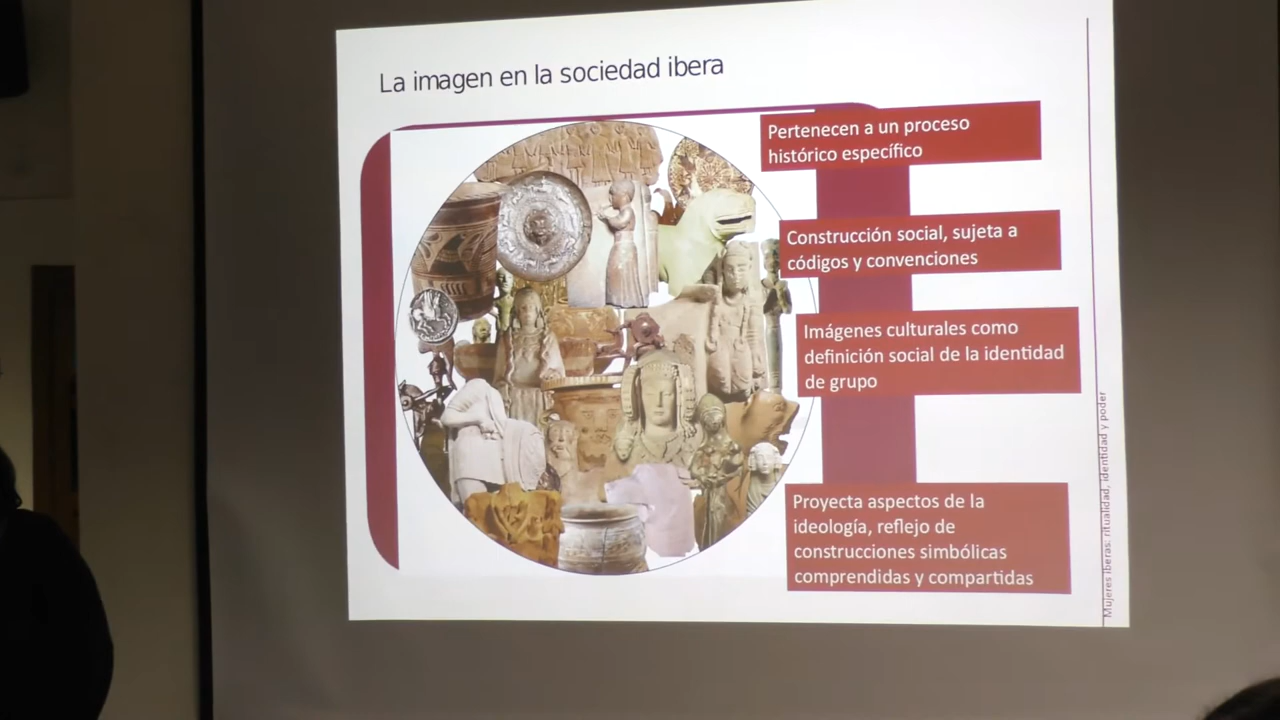 La imagen en la sociedad ibera
Pertenecen a un proceso
histórico específico
Construcción social, sujeta a
códigos y convenciones
Imágenes culturales como
definición social de la identidad
de grupo
Proyecta aspectos de la
ideología, reflejo de
construcciones simbólicas
comprendidas y compartidas
Mujeres iberas: ritualidad, identidad y poder